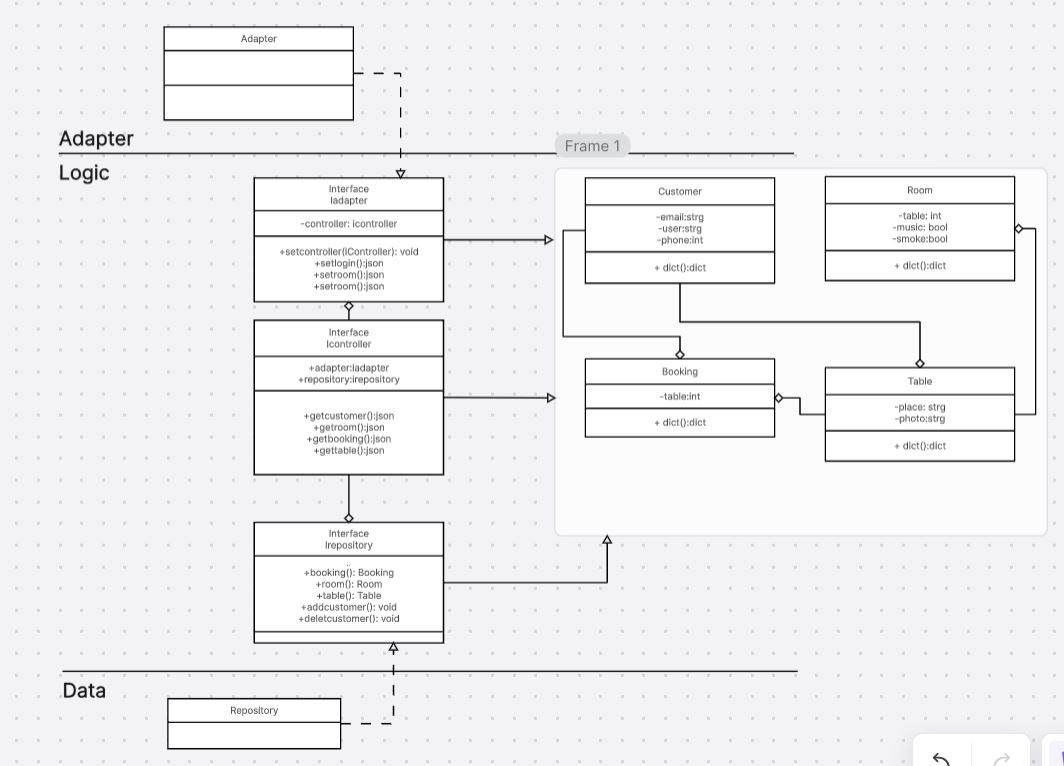 Adapter
Adapter
Logic
Frame 1
Interface
Iadapter
-controller: icontroller
+setcontroller(iController): void
+setlogin():json
+setroom():json
+setroom():json
Interface
Icontroller
+adapter:iadapter
+repository:irepository
+getcustomer():json
+getroom():json
+getbooking():json
+gettable():json
Interface
Irepository
+booking(): Booking
+room(): Room
+table(): Table
+addcustomer(): void
+deletcustomer(): void
Customer
-email:strg
-user:strg
-phone:int
+ dict():dict
Room
-table: int
-music: bool
-smoke:bool
+ dict():dict
Booking
-table:int
+ dict():dict
Table
-place: strg
-photo:strg
+ dict():dict
Data
Repository